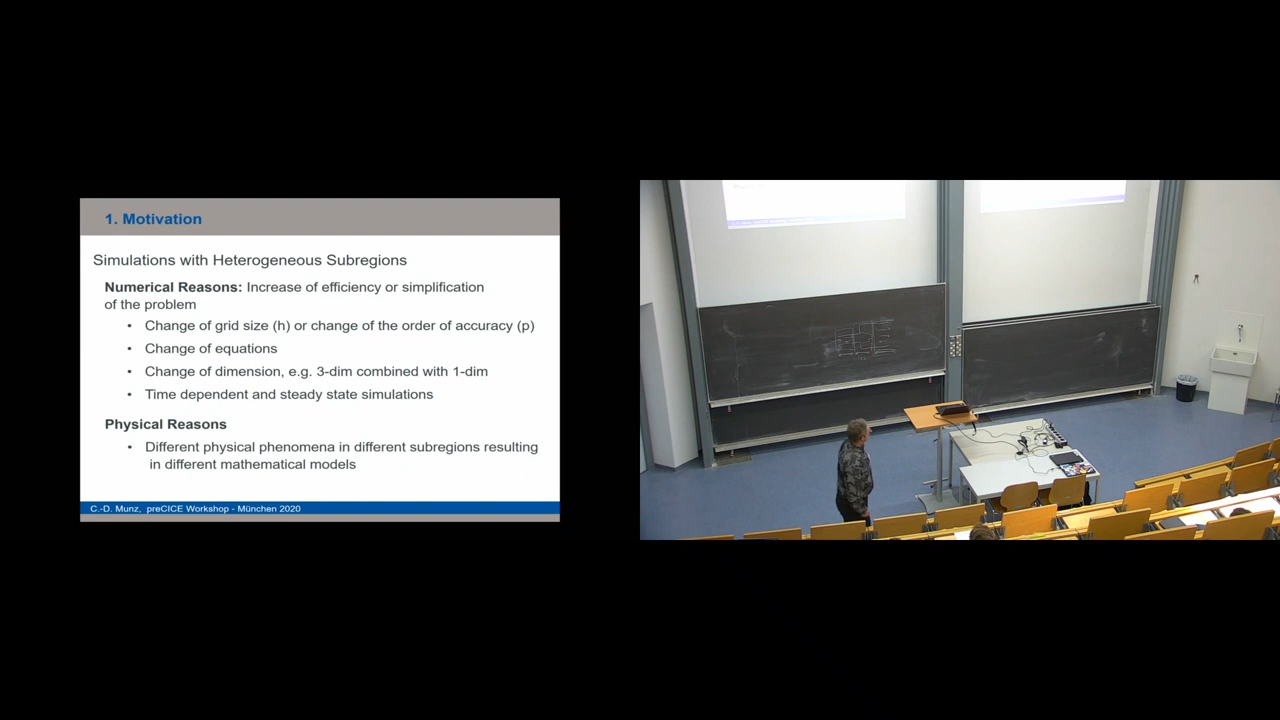 1. Motivation
Simulations with Heterogeneous Subregions
Numerical Reasons: Increase of efficiency or simplification
of the problem
• Change of grid size (h) or change of the order of accuracy (p)
• Change of equations
• Change of dimension, e.g. 3-dim combined with 1-dim
• Time dependent and steady state simulations
Physical Reasons
• Different physical phenomena in different subregions resulting
in different mathematical models
C.-D. Munz, preCICE Workshop - München 2020